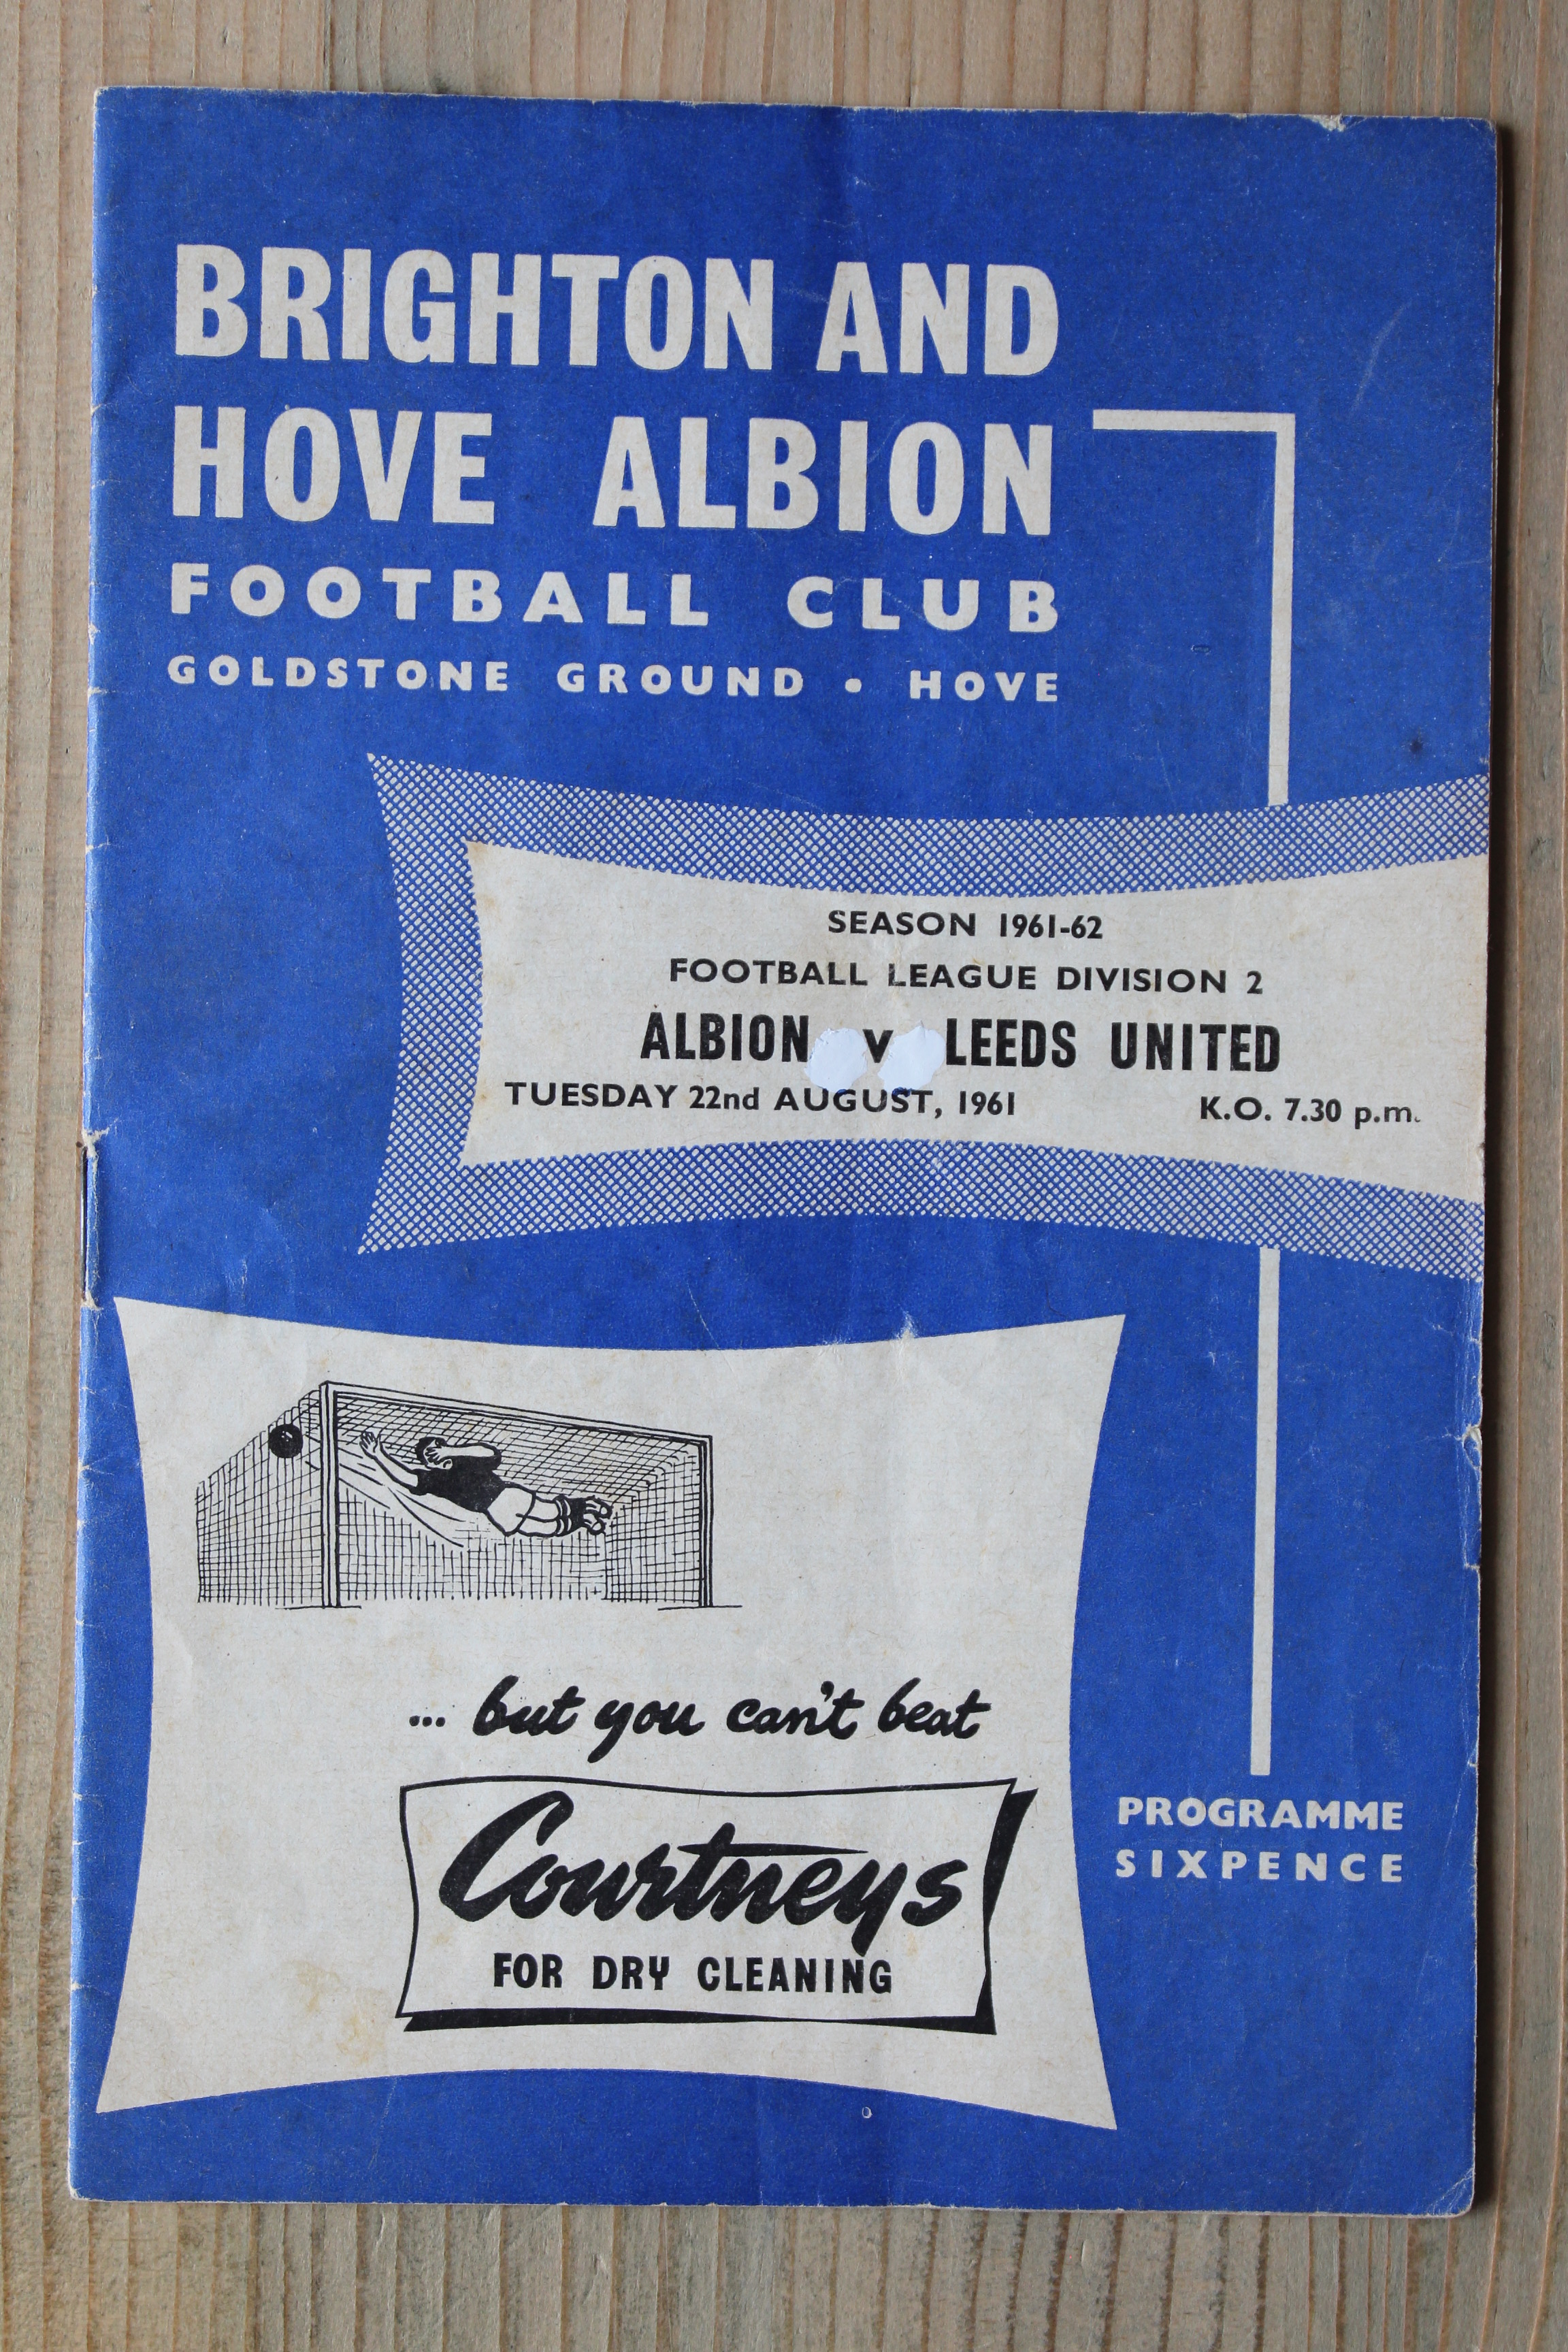 BRIGHTON AND
HOVE ALBION
FOOTBALL CLUB
GOLDSTONE GROUND • HOVE
SEASON 1961-62
FOOTBALL LEAGUE DIVISION 2
ALBION v LEEDS UNITED
TUESDAY 22nd AUGUST, 1961 K.O. 7.30 p.m.
... but you can't beat
Courtneys
FOR DRY CLEANING
PROGRAMME
SIXPENCE